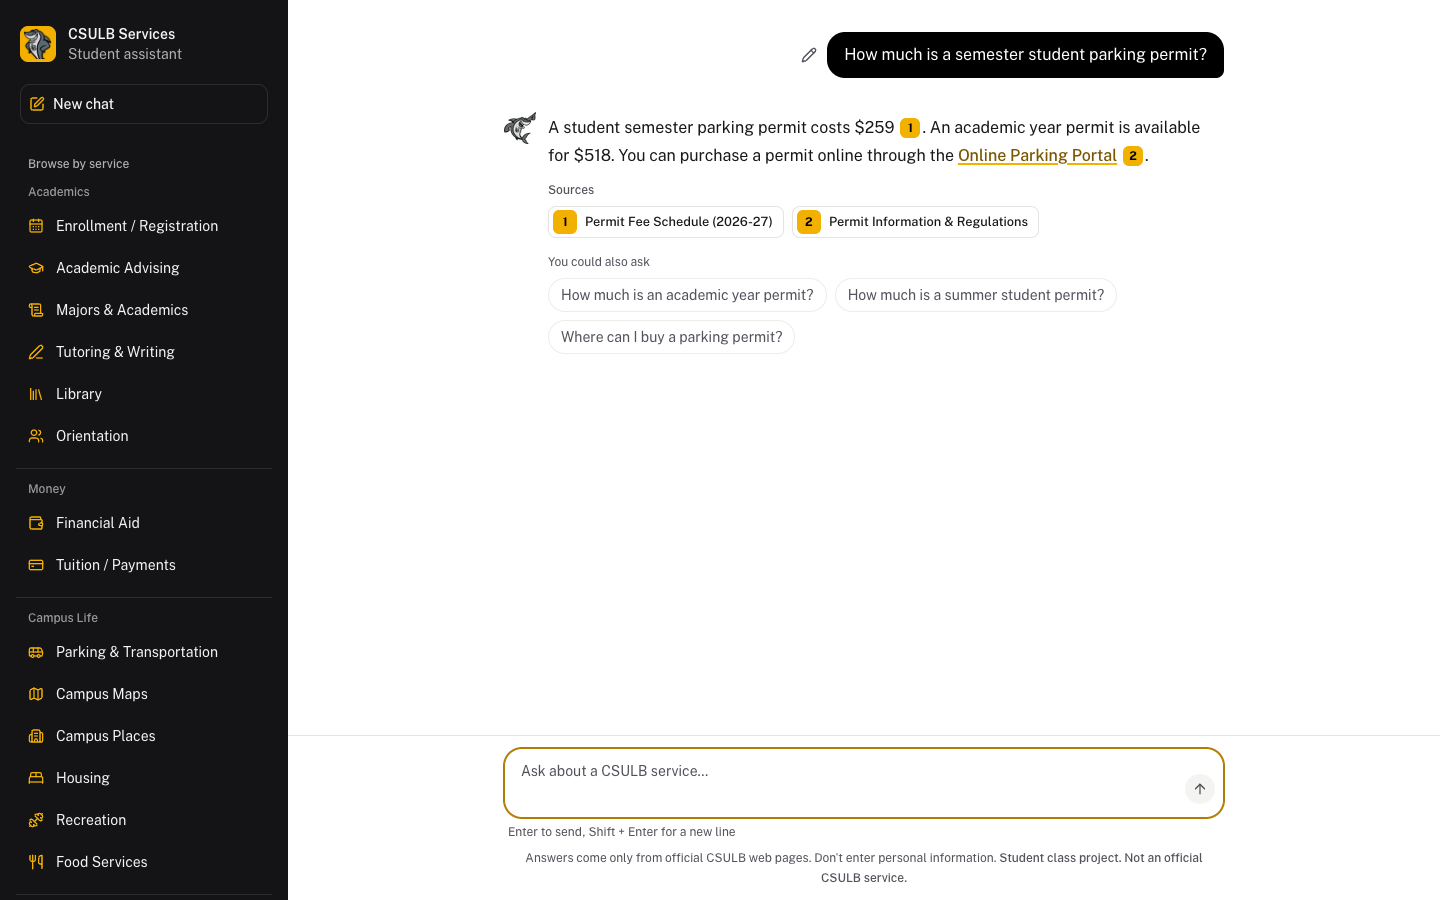 CSULB Services
Student assistant
New chat
Browse by service
Academics
Enrollment / Registration
Academic Advising
Majors & Academics
Tutoring & Writing
Library
Orientation
Money
Financial Aid
Tuition / Payments
Campus Life
Parking & Transportation
Campus Maps
Campus Places
Housing
Recreation
Food Services
How much is a semester student parking permit?
A student semester parking permit costs $259 1. An academic year permit is available
for $518. You can purchase a permit online through the Online Parking Portal 2.
Sources
1 Permit Fee Schedule (2026-27) 2 Permit Information & Regulations
You could also ask
How much is an academic year permit? How much is a summer student permit?
Where can I buy a parking permit?
Ask about a CSULB service...
Enter to send, Shift + Enter for a new line
Answers come only from official CSULB web pages. Don't enter personal information. Student class project. Not an official
CSULB service.